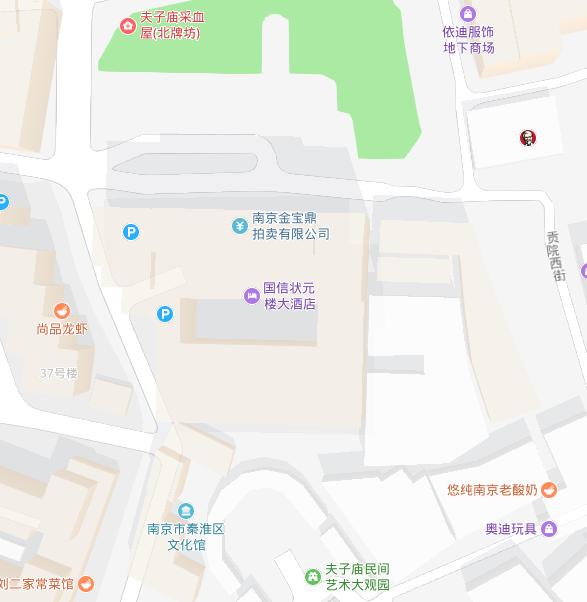 夫子庙采血
屋(北牌坊)
依迪服饰
地下商场
P
P
南京金宝鼎
拍卖有限公司
贡院西街
国信状元
楼大酒店
P
尚品龙虾
37号楼
悠纯南京老酸奶
南京市秦淮区
文化馆
奥迪玩具
夫子庙民间
艺术大观园
刘二家常菜馆